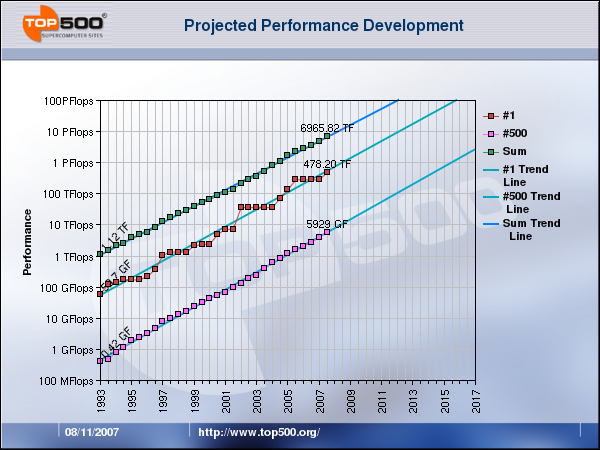 TOP500®
SUPERCOMPUTER SITES
Projected Performance Development
100PFlops
10 PFlops
1 PFlops
100 TFlops
10 TFlops
1 TFlops
100 GFlops
10 GFlops
1 GFlops
100 MFlops
Performance
6965.82 TF
478.20 TF
5929 GF
1.12 TF
59.7 GF
0.42 GF
1993
1995
1997
1999
2001
2003
2005
2007
2009
2011
2013
2015
2017
#1
#500
Sum
#1 Trend
Line
#500 Trend
Line
Sum Trend
Line
TOP500
08/11/2007
http://www.top500.org/